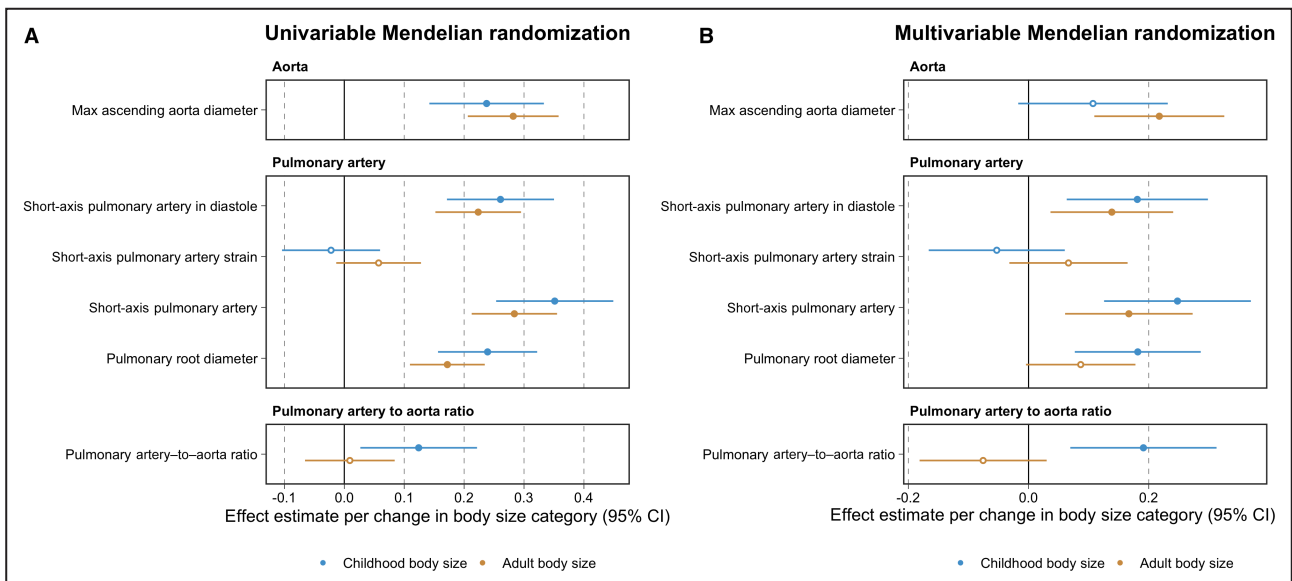 A
Univariable Mendelian randomization
Aorta
Max ascending aorta diameter
Pulmonary artery
Short-axis pulmonary artery in diastole
Short-axis pulmonary artery strain
Short-axis pulmonary artery
Pulmonary root diameter
Pulmonary artery to aorta ratio
Pulmonary artery–to–aorta ratio
-0.1 0.0 0.1 0.2 0.3 0.4
Effect estimate per change in body size category (95% CI)
Childhood body size Adult body size
B
Multivariable Mendelian randomization
Aorta
Max ascending aorta diameter
Pulmonary artery
Short-axis pulmonary artery in diastole
Short-axis pulmonary artery strain
Short-axis pulmonary artery
Pulmonary root diameter
Pulmonary artery to aorta ratio
Pulmonary artery–to–aorta ratio
-0.2 0.0 0.2
Effect estimate per change in body size category (95% CI)
Childhood body size Adult body size